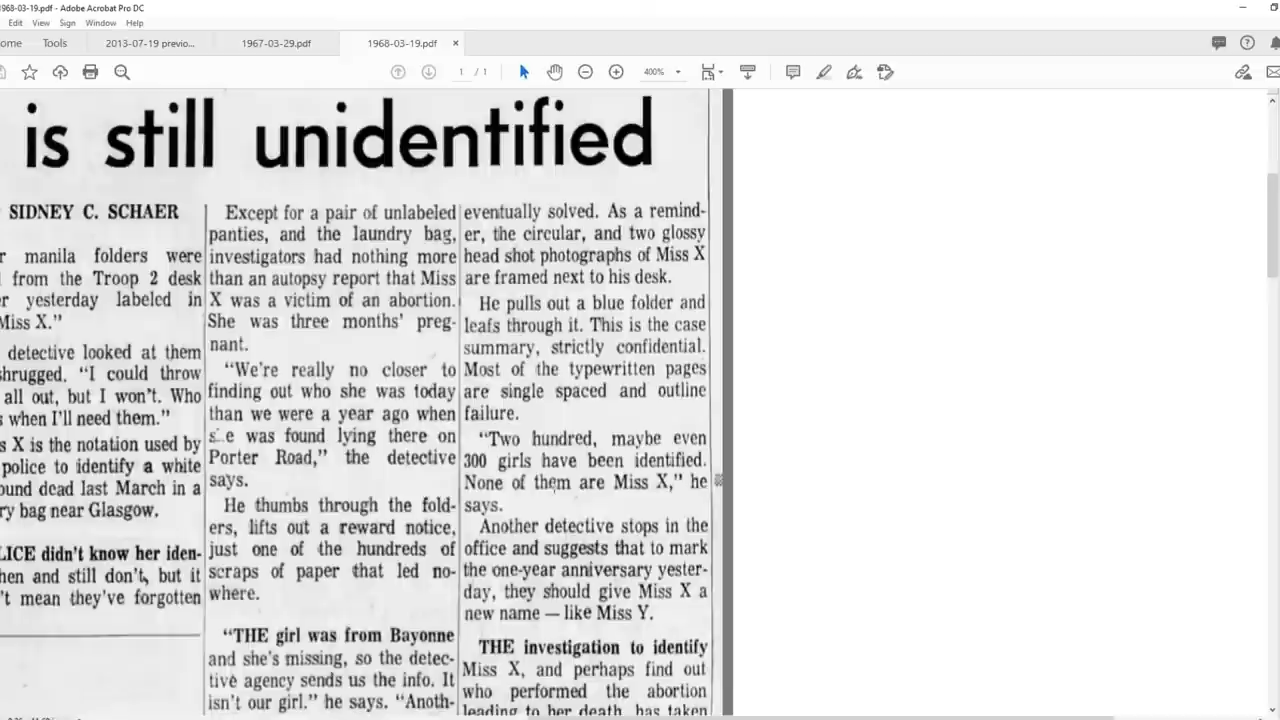 1968-03-19.pdf - Adobe Acrobat Pro DC
Edit View Sign Window Help
ome Tools 2013-07-19 previo... 1967-03-29.pdf 1968-03-19.pdf ×
1 / 1 400%
is still unidentified
SIDNEY C. SCHAER
r manila folders were
from the Troop 2 desk
er yesterday labeled in
Miss X."
detective looked at them
shrugged. "I could throw
all out, but I won't. Who
s when I'll need them."
s X is the notation used by
police to identify a white
ound dead last March in a
ry bag near Glasgow.
LICE didn't know her iden-
hen and still don't, but it
't mean they've forgotten
Except for a pair of unlabeled
panties, and the laundry bag,
investigators had nothing more
than an autopsy report that Miss
X was a victim of an abortion.
She was three months' preg-
nant.
"We're really no closer to
finding out who she was today
than we were a year ago when
s e was found lying there on
Porter Road," the detective
says.
He thumbs through the fold-
ers, lifts out a reward notice,
just one of the hundreds of
scraps of paper that led no-
where.
"THE girl was from Bayonne
and she's missing, so the detec-
tive agency sends us the info. It
isn't our girl." he says. "Anoth-
eventually solved. As a remind-
er, the circular, and two glossy
head shot photographs of Miss X
are framed next to his desk.
He pulls out a blue folder and
leafs through it. This is the case
summary, strictly confidential.
Most of the typewritten pages
are single spaced and outline
failure.
"Two hundred, maybe even
300 girls have been identified.
None of them are Miss X," he
says.
Another detective stops in the
office and suggests that to mark
the one-year anniversary yester-
day, they should give Miss X a
new name — like Miss Y.
THE investigation to identify
Miss X, and perhaps find out
who performed the abortion
leading to her death, has taken